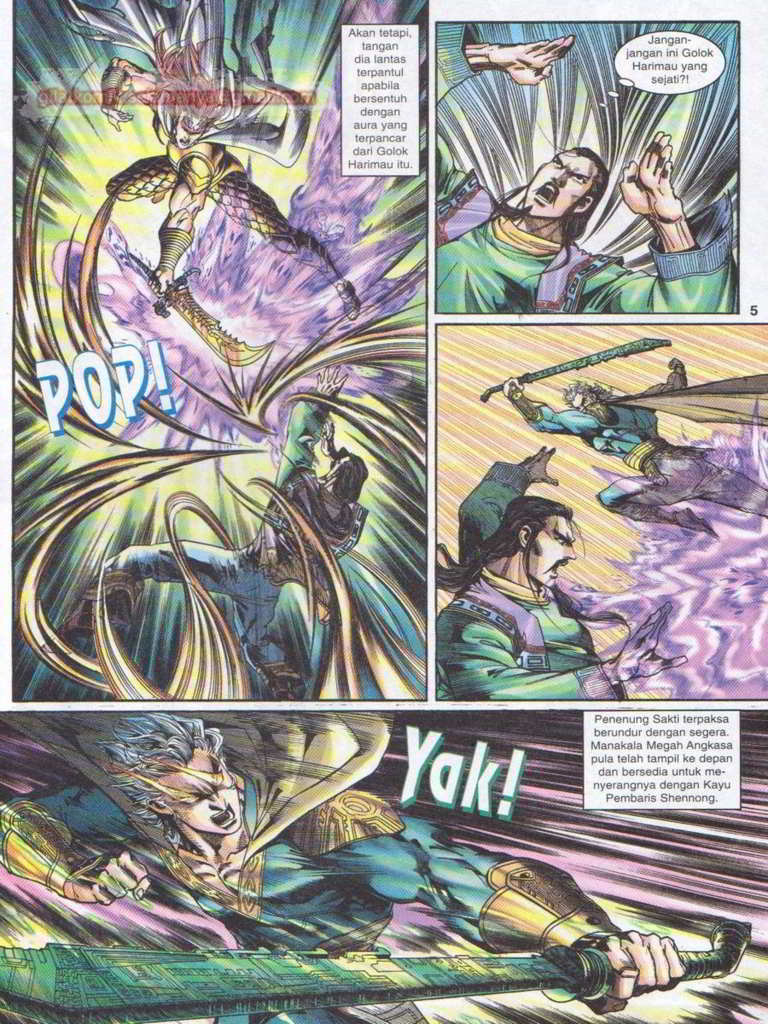 Akan tetapi,
tangan
dia lantas
terpantul
apabila
bersentuh
dengan
aura yang
terpancar
dari Golok
Harimau itu.
POP!
Jangan-
jangan ini Golok
Harimau yang
sejati?!
5
Yak!
Penenung Sakti terpaksa
berundur dengan segera.
Manakala Megah Angkasa
pula telah tampil ke depan
dan bersedia untuk me-
nyerangnya dengan Kayu
Pembaris Shennong.